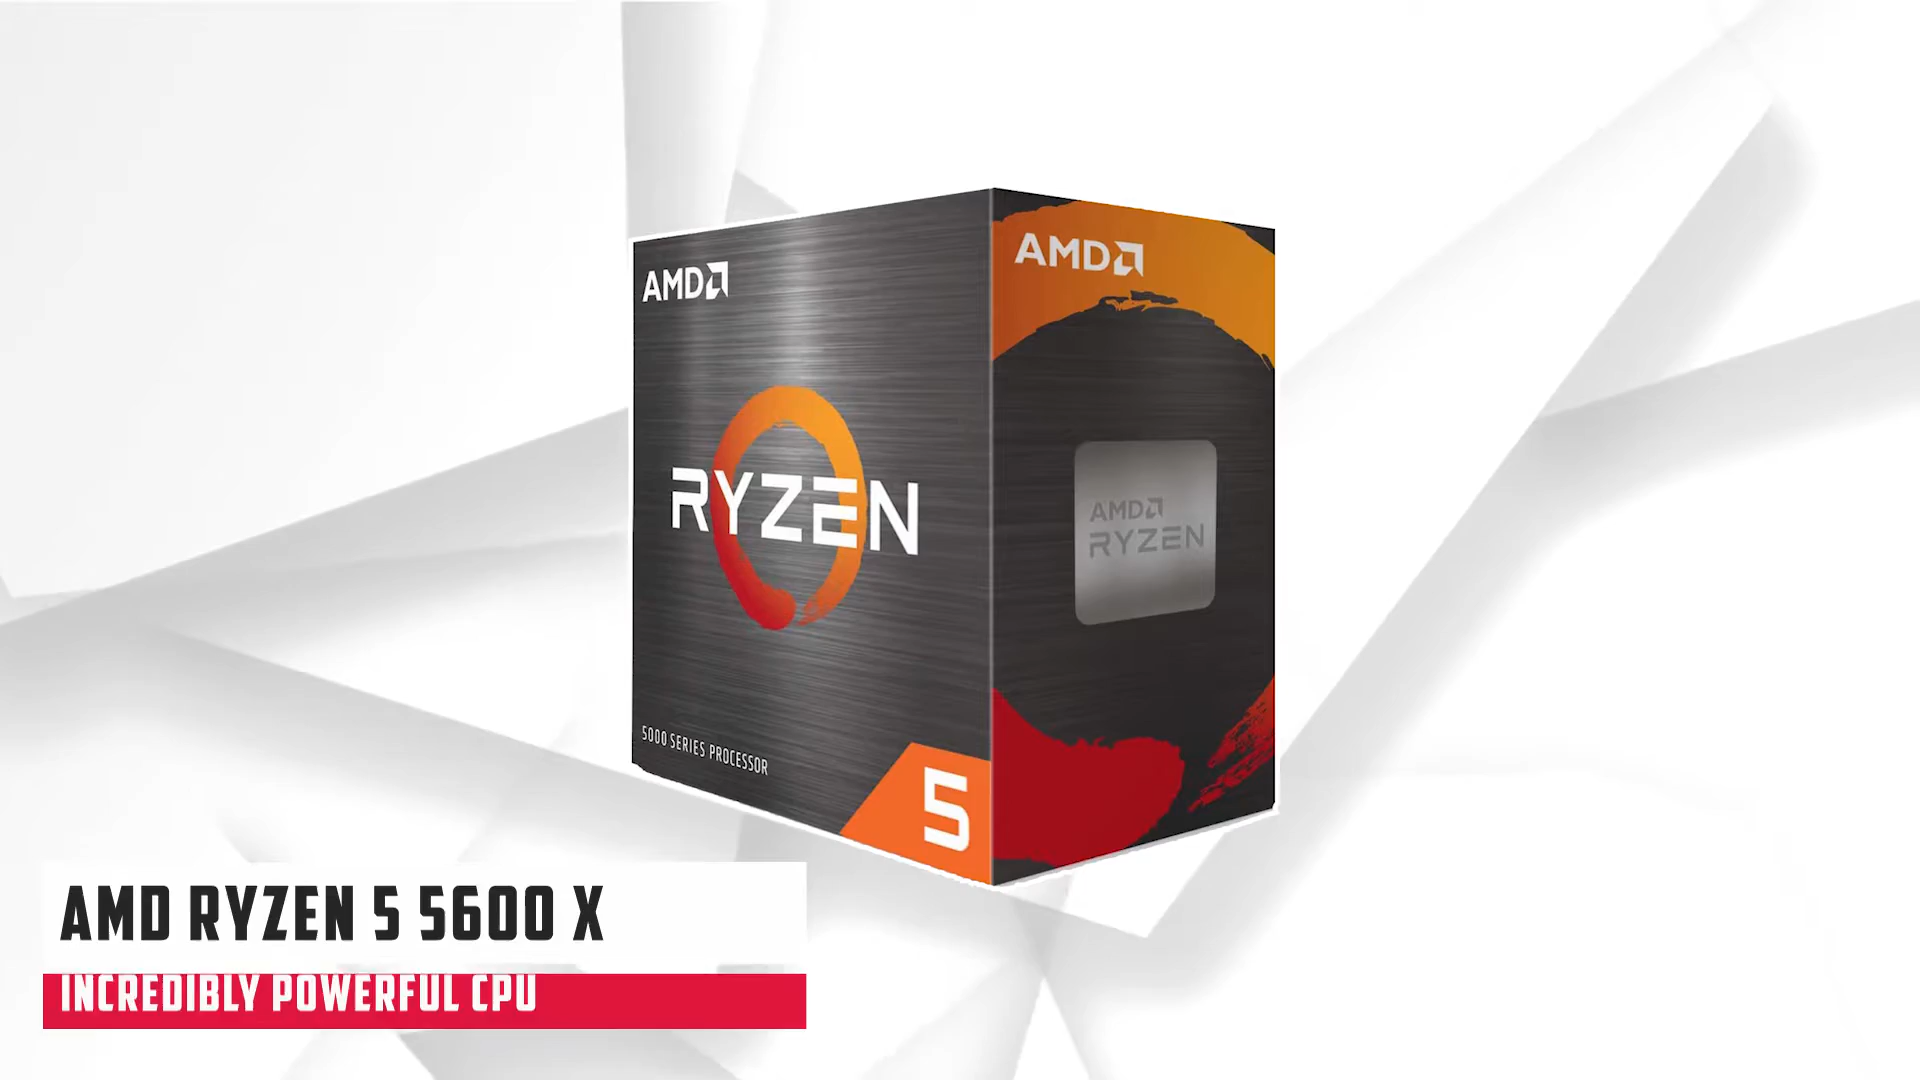 AMD
RYZEN
5000 SERIES PROCESSOR
5
AMD
AMD
RYZEN
AMD RYZEN 5 5600 X
INCREDIBLY POWERFUL CPU